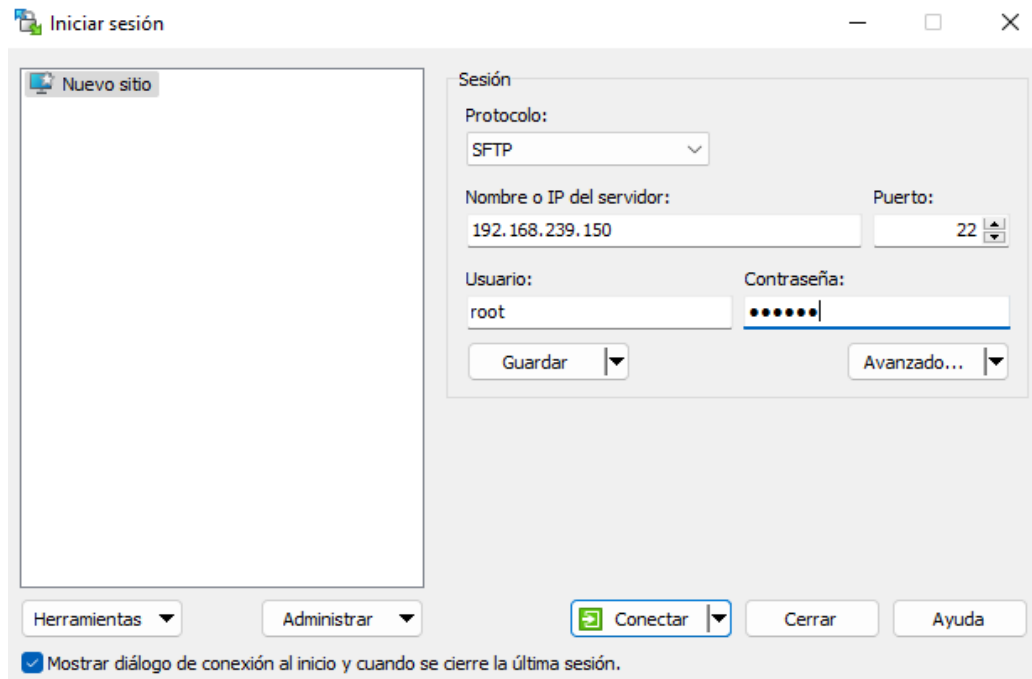 Iniciar sesión
Nuevo sitio
Sesión
Protocolo:
SFTP
Nombre o IP del servidor: Puerto:
192.168.239.150 22
Usuario: Contraseña:
root ••••••
Guardar Avanzado...
Herramientas Administrar Conectar Cerrar Ayuda
Mostrar diálogo de conexión al inicio y cuando se cierre la última sesión.